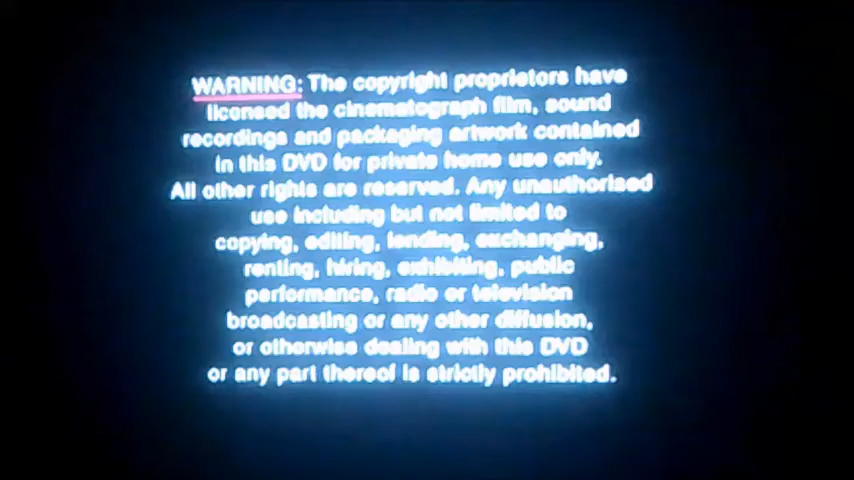 WARNING: The copyright proprietors have
licensed the cinematograph film, sound
recordings and packaging artwork contained
in this DVD for private home use only.
All other rights are reserved. Any unauthorised
use including but not limited to
copying, editing, lending, exchanging,
renting, hiring, exhibiting, public
performance, radio or television
broadcasting or any other diffusion,
or otherwise dealing with this DVD
or any part thereof is strictly prohibited.